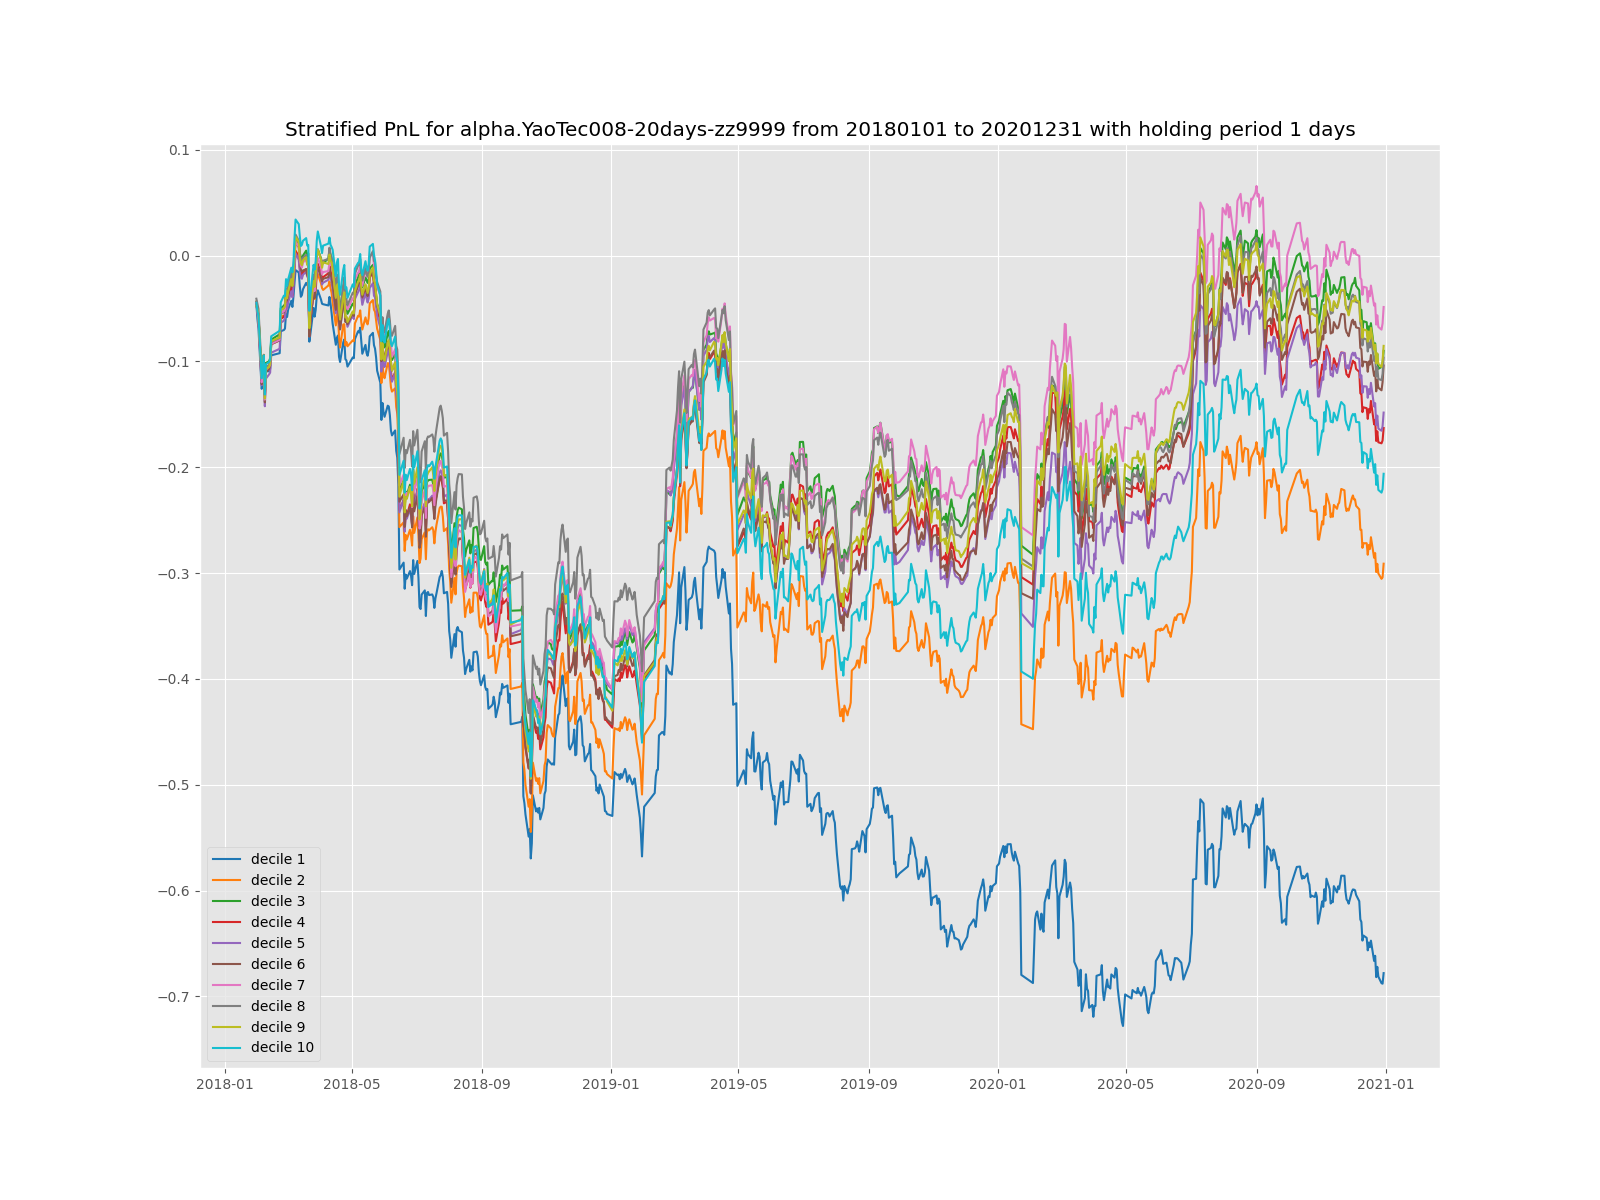 Stratified PnL for alpha.YaoTec008-20days-zz9999 from 20180101 to 20201231 with holding period 1 days
0.1
0.0
−0.1
−0.2
−0.3
−0.4
−0.5
−0.6
−0.7
decile 1
decile 2
decile 3
decile 4
decile 5
decile 6
decile 7
decile 8
decile 9
decile 10
2018-01 2018-05 2018-09 2019-01 2019-05 2019-09 2020-01 2020-05 2020-09 2021-01